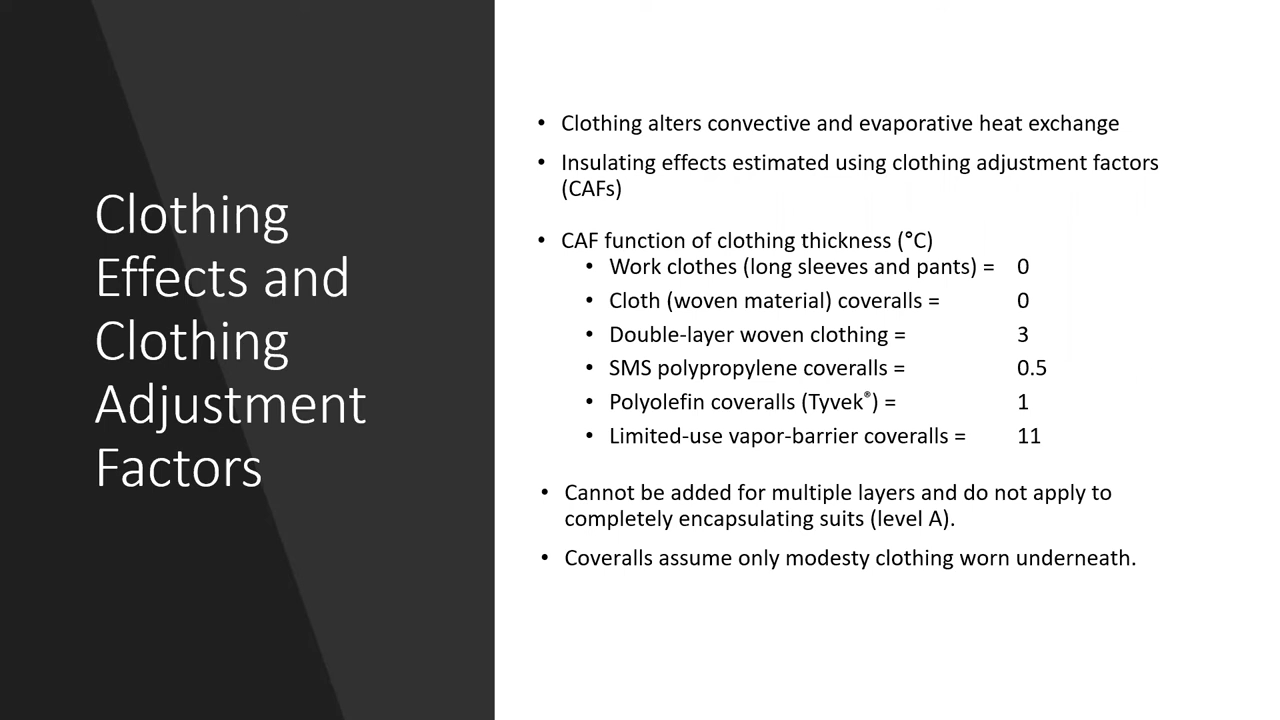 Clothing
Effects and
Clothing
Adjustment
Factors
• Clothing alters convective and evaporative heat exchange
• Insulating effects estimated using clothing adjustment factors
(CAFs)
• CAF function of clothing thickness (°C)
• Work clothes (long sleeves and pants) = 0
• Cloth (woven material) coveralls = 0
• Double-layer woven clothing = 3
• SMS polypropylene coveralls = 0.5
• Polyolefin coveralls (Tyvek®) = 1
• Limited-use vapor-barrier coveralls = 11
• Cannot be added for multiple layers and do not apply to
completely encapsulating suits (level A).
• Coveralls assume only modesty clothing worn underneath.